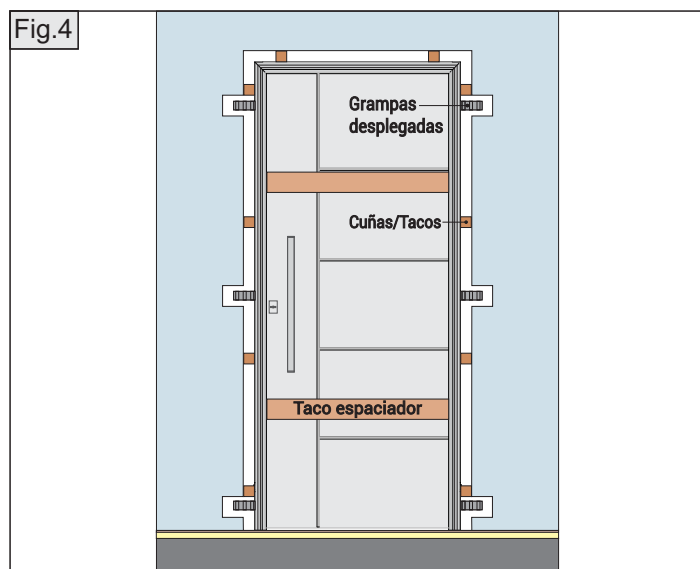 Fig.4
Grampas
desplegadas
Cuñas/Tacos
Taco espaciador